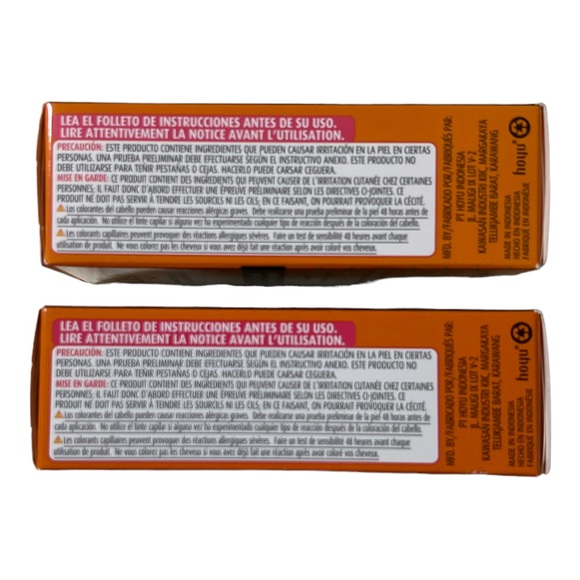 LEA EL FOLLETO DE INSTRUCCIONES ANTES DE SU USO.
LIRE ATTENTIVEMENT LA NOTICE AVANT L'UTILISATION.
PRECAUCIÓN: ESTE PRODUCTO CONTIENE INGREDIENTES QUE PUEDEN CAUSAR IRRITACIÓN EN LA PIEL EN CIERTAS
PERSONAS. UNA PRUEBA PRELIMINAR DEBE EFECTUARSE SEGÚN EL INSTRUCTIVO ANEXO. ESTE PRODUCTO NO
DEBE UTILIZARSE PARA TEÑIR PESTAÑAS O CEJAS. HACERLO PUEDE CAUSAR CEGUERA.
MISE EN GARDE: CE PRODUIT CONTIENT DES INGRÉDIENTS QUI PEUVENT CAUSER DE L'IRRITATION CUTANÉE CHEZ CERTAINES
PERSONNES; IL FAUT DONC D'ABORD EFFECTUER UNE ÉPREUVE PRÉLIMINAIRE SELON LES DIRECTIVES CI-JOINTES. CE
PRODUIT NE DOIT PAS SERVIR À TEINDRE LES SOURCILS NI LES CILS; EN CE FAISANT, ON POURRAIT PROVOQUER LA CÉCITÉ.
Los colorantes del cabello pueden causar reacciones alérgicas graves. Debe realizarse una prueba preliminar de la piel 48 horas antes de
cada aplicación. No utilice el tinte capilar si alguna vez ha experimentado cualquier tipo de reacción después de la coloración del cabello.
Les colorants capillaires peuvent provoquer des réactions allergiques sévères. Faire un test de sensibilité 48 heures avant chaque
utilisation de produit. Ne vous colorez pas les cheveux si vous avez déjà fait une réaction après avoir coloré vos cheveux.
MFD. BY/FABRICADO POR/FABRIQUÉS PAR:
PT HOYU INDONESIA
JL. MALIGI IX LOT V-2
KAWASAN INDUSTRI KIIC, MARGAKAYA
TELUKJAMBE BARAT, KARAWANG
MADE IN INDONESIA
HECHO EN INDONESIA
FABRIQUÉ EN INDONÉSIE
hoyu
LEA EL FOLLETO DE INSTRUCCIONES ANTES DE SU USO.
LIRE ATTENTIVEMENT LA NOTICE AVANT L'UTILISATION.
PRECAUCIÓN: ESTE PRODUCTO CONTIENE INGREDIENTES QUE PUEDEN CAUSAR IRRITACIÓN EN LA PIEL EN CIERTAS
PERSONAS. UNA PRUEBA PRELIMINAR DEBE EFECTUARSE SEGÚN EL INSTRUCTIVO ANEXO. ESTE PRODUCTO NO
DEBE UTILIZARSE PARA TEÑIR PESTAÑAS O CEJAS. HACERLO PUEDE CAUSAR CEGUERA.
MISE EN GARDE: CE PRODUIT CONTIENT DES INGRÉDIENTS QUI PEUVENT CAUSER DE L'IRRITATION CUTANÉE CHEZ CERTAINES
PERSONNES; IL FAUT DONC D'ABORD EFFECTUER UNE ÉPREUVE PRÉLIMINAIRE SELON LES DIRECTIVES CI-JOINTES. CE
PRODUIT NE DOIT PAS SERVIR À TEINDRE LES SOURCILS NI LES CILS; EN CE FAISANT, ON POURRAIT PROVOQUER LA CÉCITÉ.
Los colorantes del cabello pueden causar reacciones alérgicas graves. Debe realizarse una prueba preliminar de la piel 48 horas antes de
cada aplicación. No utilice el tinte capilar si alguna vez ha experimentado cualquier tipo de reacción después de la coloración del cabello.
Les colorants capillaires peuvent provoquer des réactions allergiques sévères. Faire un test de sensibilité 48 heures avant chaque
utilisation de produit. Ne vous colorez pas les cheveux si vous avez déjà fait une réaction après avoir coloré vos cheveux.
MFD. BY/FABRICADO POR/FABRIQUÉS PAR:
PT HOYU INDONESIA
JL. MALIGI IX LOT V-2
KAWASAN INDUSTRI KIIC, MARGAKAYA
TELUKJAMBE BARAT, KARAWANG
MADE IN INDONESIA
HECHO EN INDONESIA
FABRIQUÉ EN INDONÉSIE
hoyu